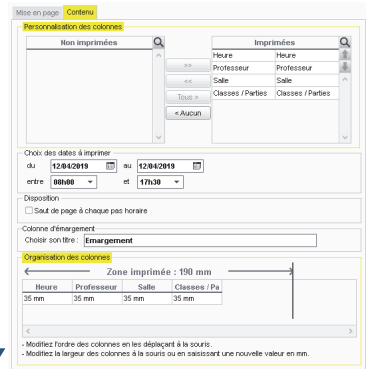 Mise en page Contenu
Personnalisation des colonnes
Non imprimées
Imprimées
Heure Heure
Professeur Professeur
Salle Salle
Classes / Parties Classes / Parties
>>
<<
Tous >
< Aucun
Choix des dates à imprimer
du 12/04/2019 au 12/04/2019
entre 08h00 et 17h30
Disposition
Saut de page à chaque pas horaire
Colonne d'émargement
Choisir son titre : Emargement
Organisation des colonnes
Zone imprimée : 190 mm
Heure Professeur Salle Classes / Pa
35 mm 35 mm 35 mm 35 mm
- Modifiez l'ordre des colonnes en les déplaçant à la souris.
- Modifiez la largeur des colonnes à la souris ou en saisissant une nouvelle valeur en mm.